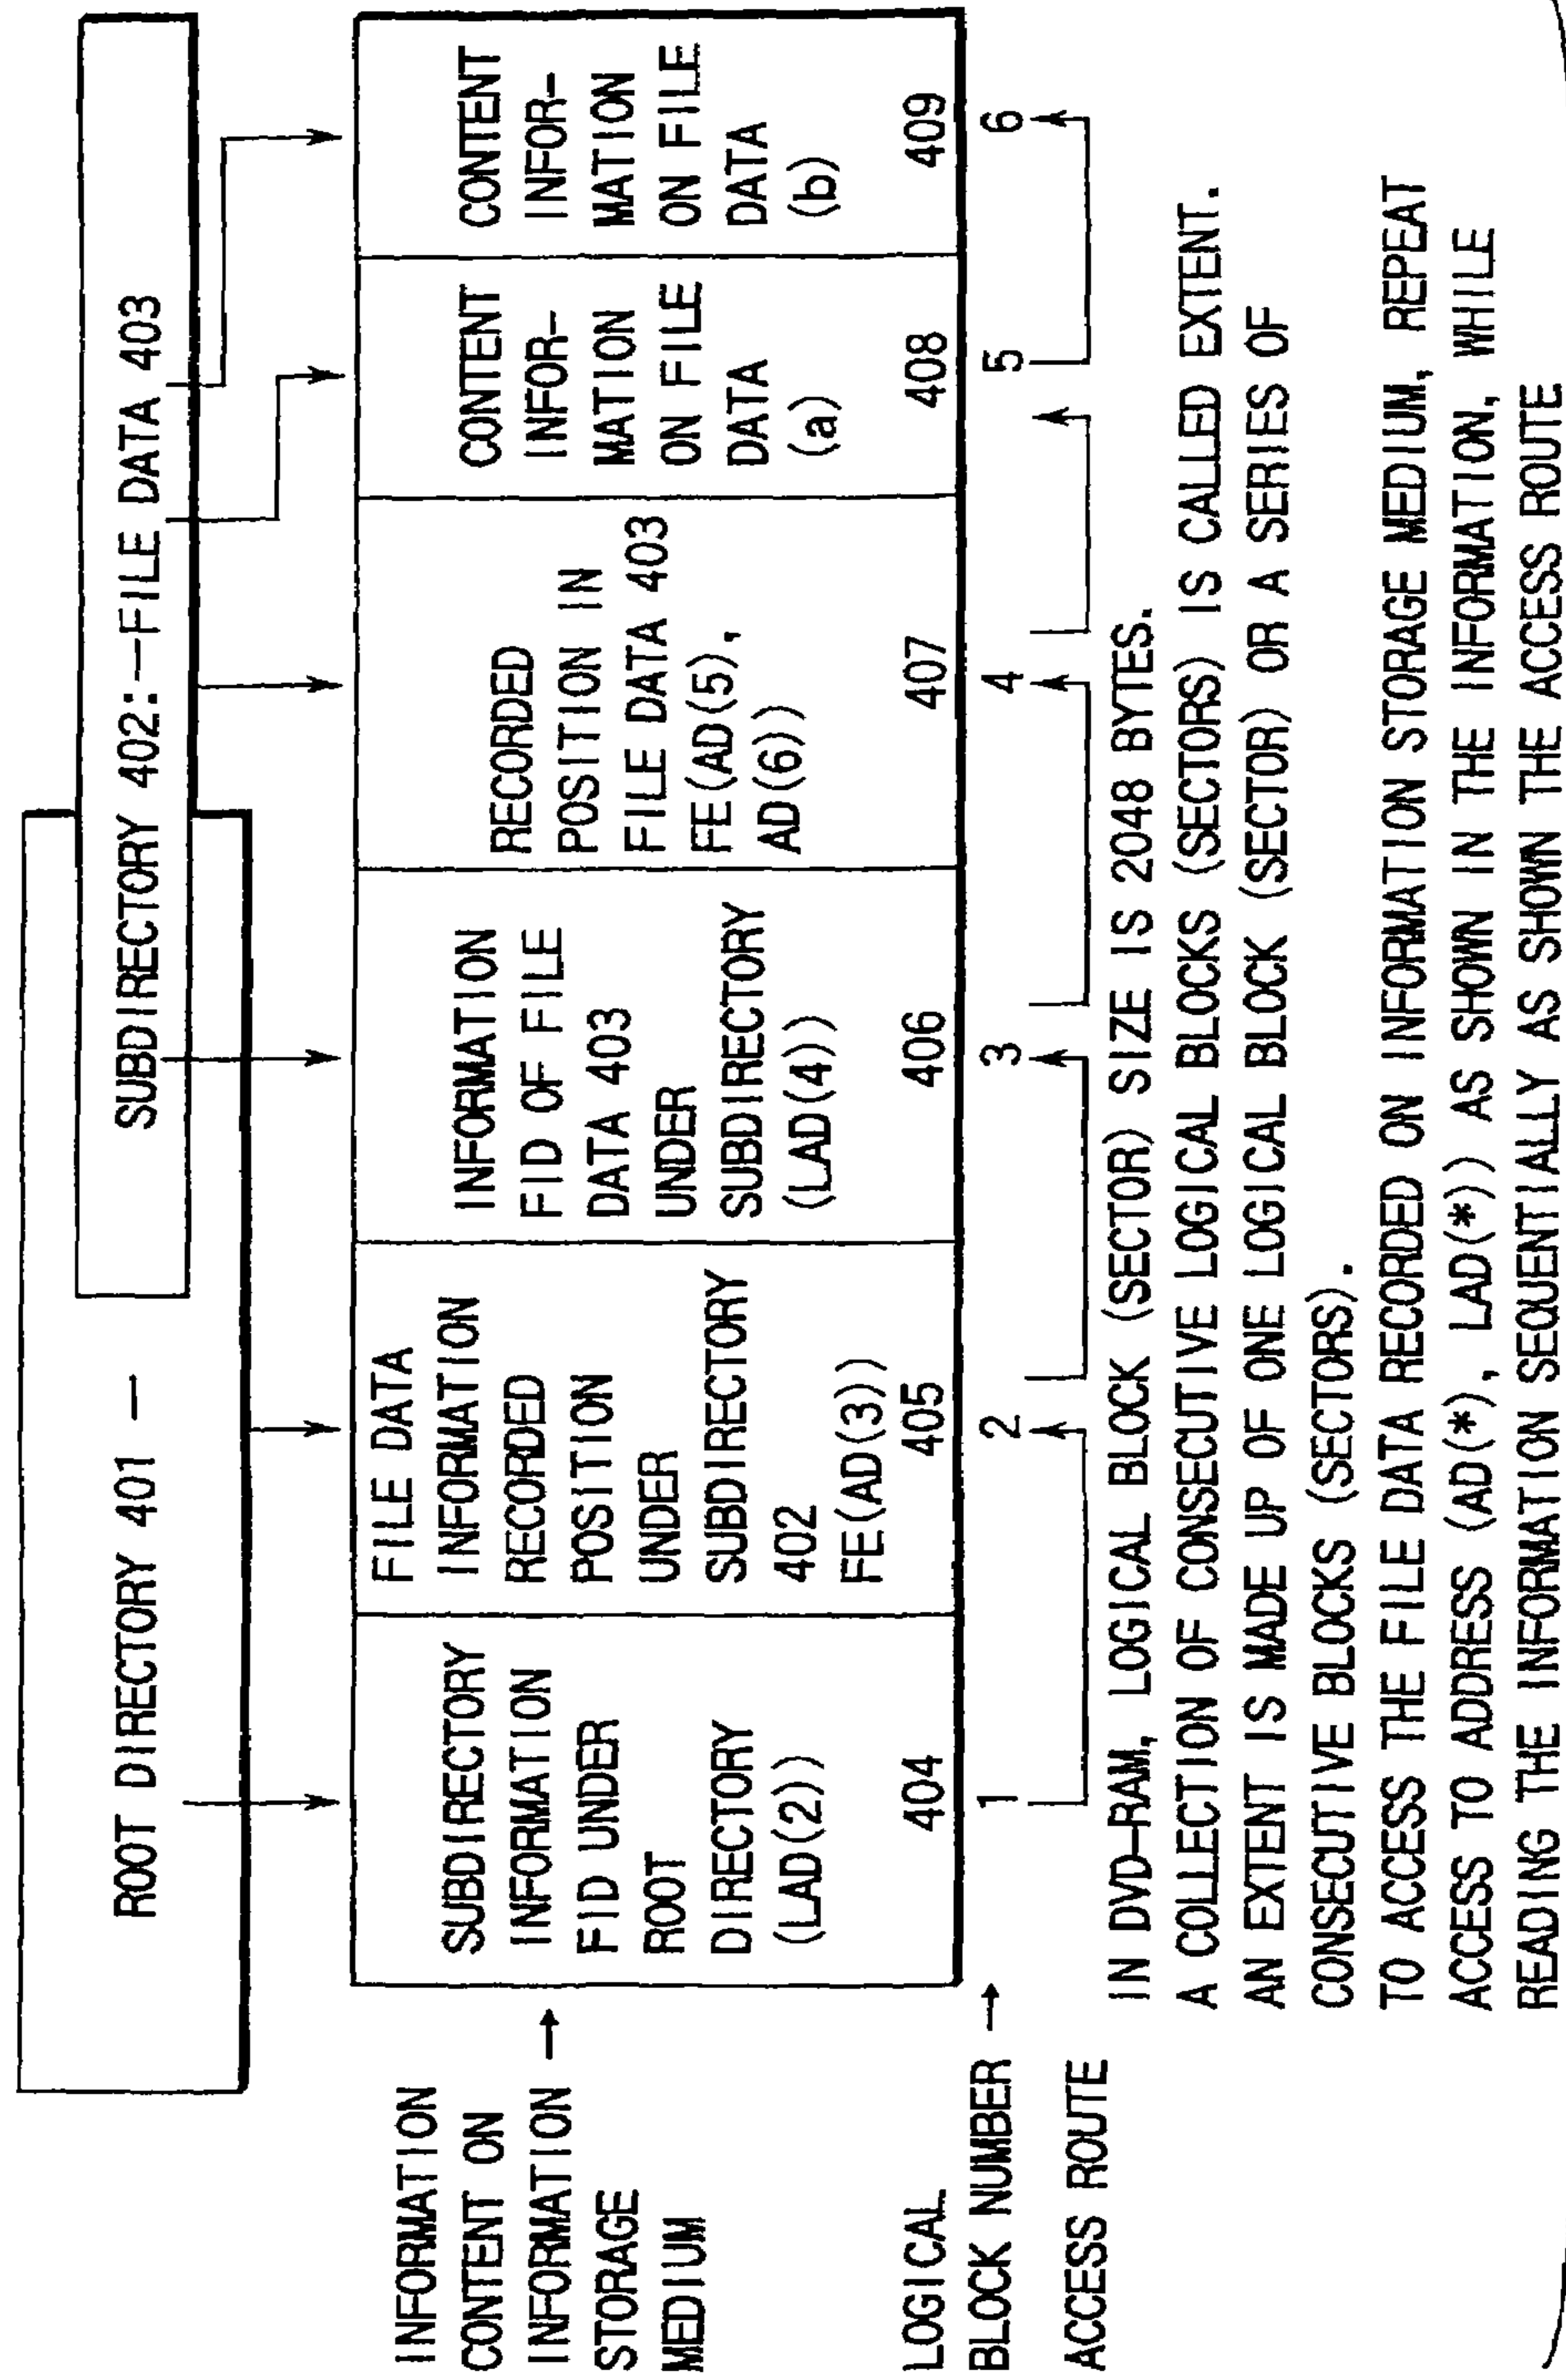 ROOT DIRECTORY 401 —
SUBDIRECTORY 402:—FILE DATA 403
INFORMATION
CONTENT ON
INFORMATION →
STORAGE
MEDIUM
SUBDIRECTORY
INFORMATION
FID UNDER
ROOT
DIRECTORY
(LAD(2))
404
FILE DATA
INFORMATION
RECORDED
POSITION
UNDER
SUBDIRECTORY
402
FE(AD(3))
405
INFORMATION
FID OF FILE
DATA 403
UNDER
SUBDIRECTORY
(LAD(4))
406
RECORDED
POSITION IN
FILE DATA 403
FE(AD(5),
AD(6))
407
CONTENT
INFOR-
MATION
ON FILE
DATA
(a)
408
CONTENT
INFOR-
MATION
ON FILE
DATA
(b)
409
LOGICAL
BLOCK NUMBER →
1 2 3 4 5 6
ACCESS ROUTE
IN DVD-RAM, LOGICAL BLOCK (SECTOR) SIZE IS 2048 BYTES.
A COLLECTION OF CONSECUTIVE LOGICAL BLOCKS (SECTORS) IS CALLED EXTENT.
AN EXTENT IS MADE UP OF ONE LOGICAL BLOCK (SECTOR) OR A SERIES OF
CONSECUTIVE BLOCKS (SECTORS).
TO ACCESS THE FILE DATA RECORDED ON INFORMATION STORAGE MEDIUM, REPEAT
ACCESS TO ADDRESS (AD(*), LAD(*)) AS SHOWN IN THE INFORMATION, WHILE
READING THE INFORMATION SEQUENTIALLY AS SHOWN THE ACCESS ROUTE